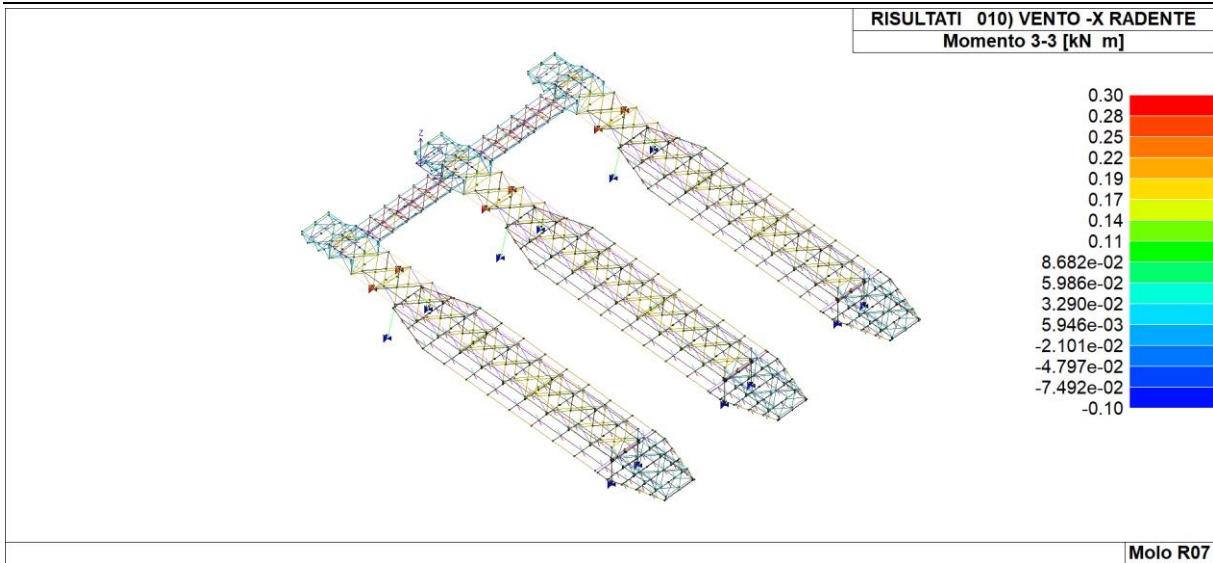 RISULTATI 010) VENTO -X RADENTE
Momento 3-3 [kN m]
Z
0.30
0.28
0.25
0.22
0.19
0.17
0.14
0.11
8.682e-02
5.986e-02
3.290e-02
5.946e-03
-2.101e-02
-4.797e-02
-7.492e-02
-0.10
Molo R07